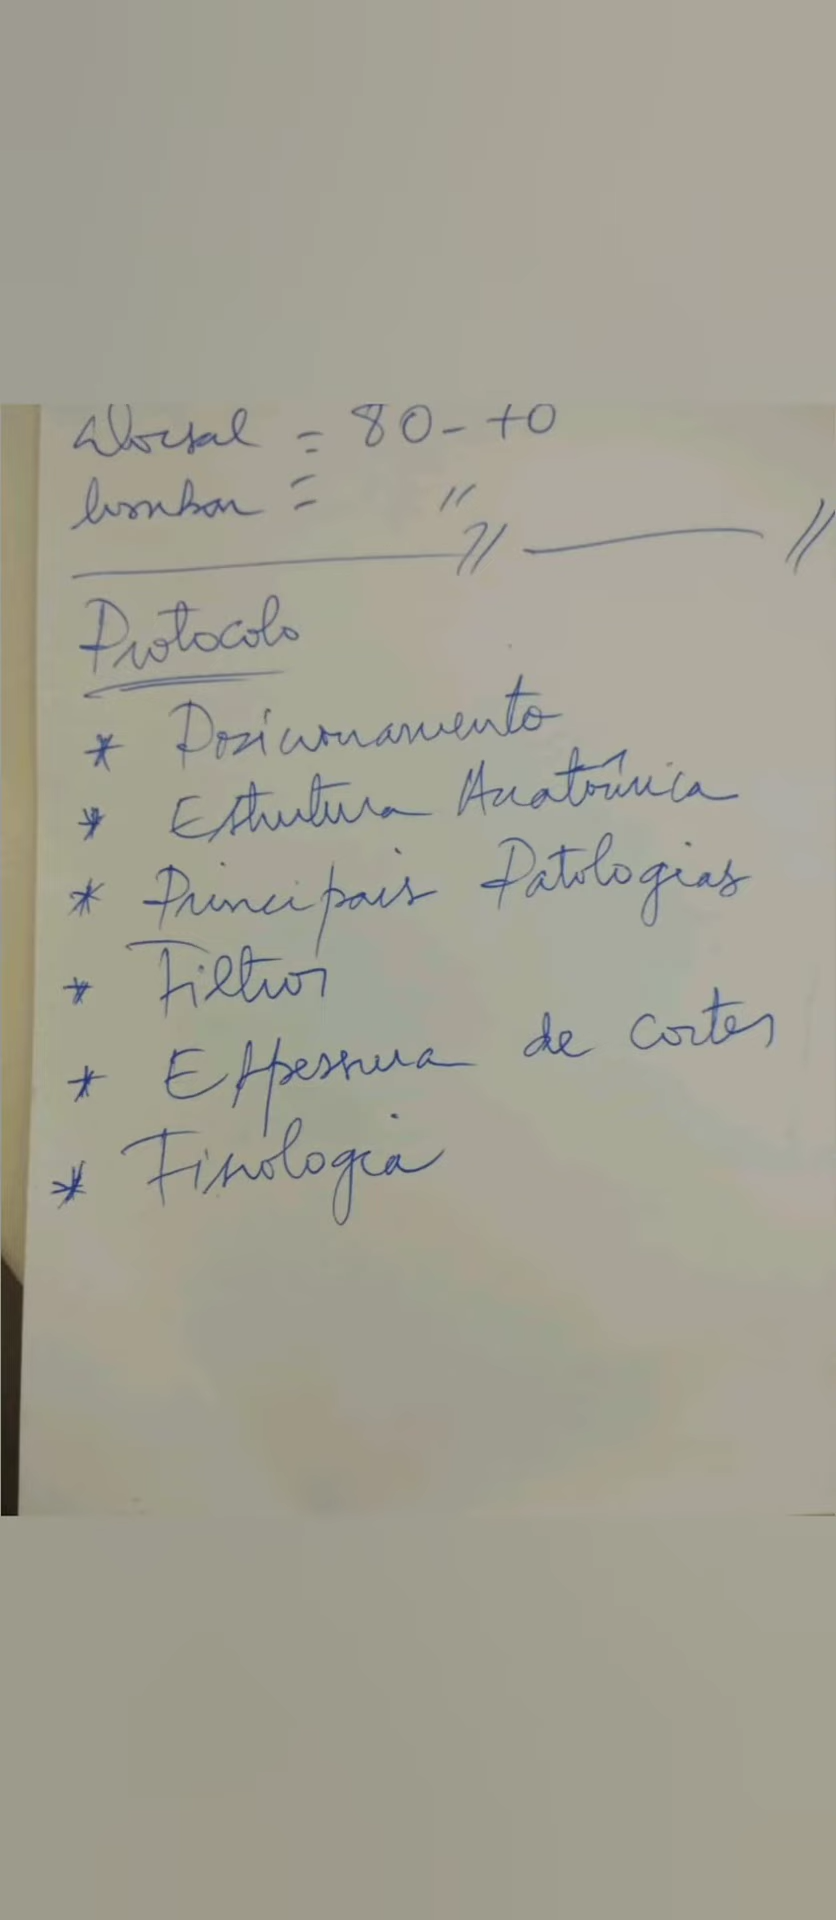 Dorsal = 80 - 70
lombar = "
Protocolo
* Posicionamento
* Estrutura Anatômica
* Principais Patologias
* Filtros
* Espessura de cortes
* Fisiologia